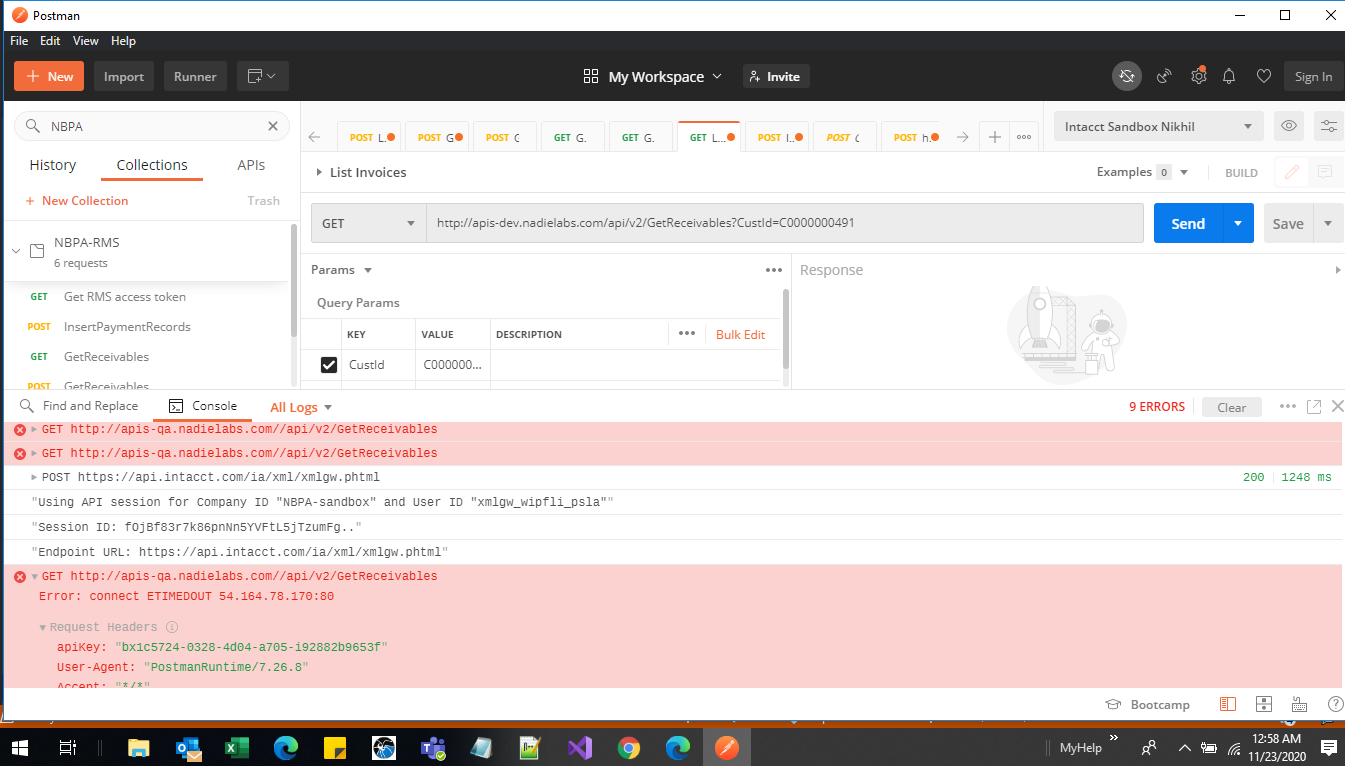 Postman
File Edit View Help
+ New Import Runner My Workspace Invite Sign In
NBPA
POST L... POST G POST G GET G. GET G. GET L... POST I... POST h.
Intacct Sandbox Nikhil
History Collections APIs
+ New Collection Trash
List Invoices Examples 0 BUILD
NBPA-RMS
6 requests
GET http://apis-dev.nadielabs.com/api/v2/GetReceivables?CustId=C0000000491 Send Save
GET Get RMS access token
POST InsertPaymentRecords
GET GetReceivables
POST GetReceivables
Params
Query Params
KEY VALUE DESCRIPTION Bulk Edit
CustId C000000...
Response
Find and Replace Console All Logs 9 ERRORS Clear
GET http://apis-qa.nadielabs.com//api/v2/GetReceivables
GET http://apis-qa.nadielabs.com//api/v2/GetReceivables
POST https://api.intacct.com/ia/xml/xmlgw.phtml 200 1248 ms
"Using API session for Company ID "NBPA-sandbox" and User ID "xmlgw_wipfli_psla""
"Session ID: fOjBf83r7k86pnNn5YVFtL5jTzumFg.."
"Endpoint URL: https://api.intacct.com/ia/xml/xmlgw.phtml"
GET http://apis-qa.nadielabs.com//api/v2/GetReceivables
Error: connect ETIMEDOUT 54.164.78.170:80
Request Headers
apiKey: "bx1c5724-0328-4d04-a705-i92882b9653f"
User-Agent: "PostmanRuntime/7.26.8"
Accept: "*/*"
Bootcamp
MyHelp
12:58 AM
11/23/2020